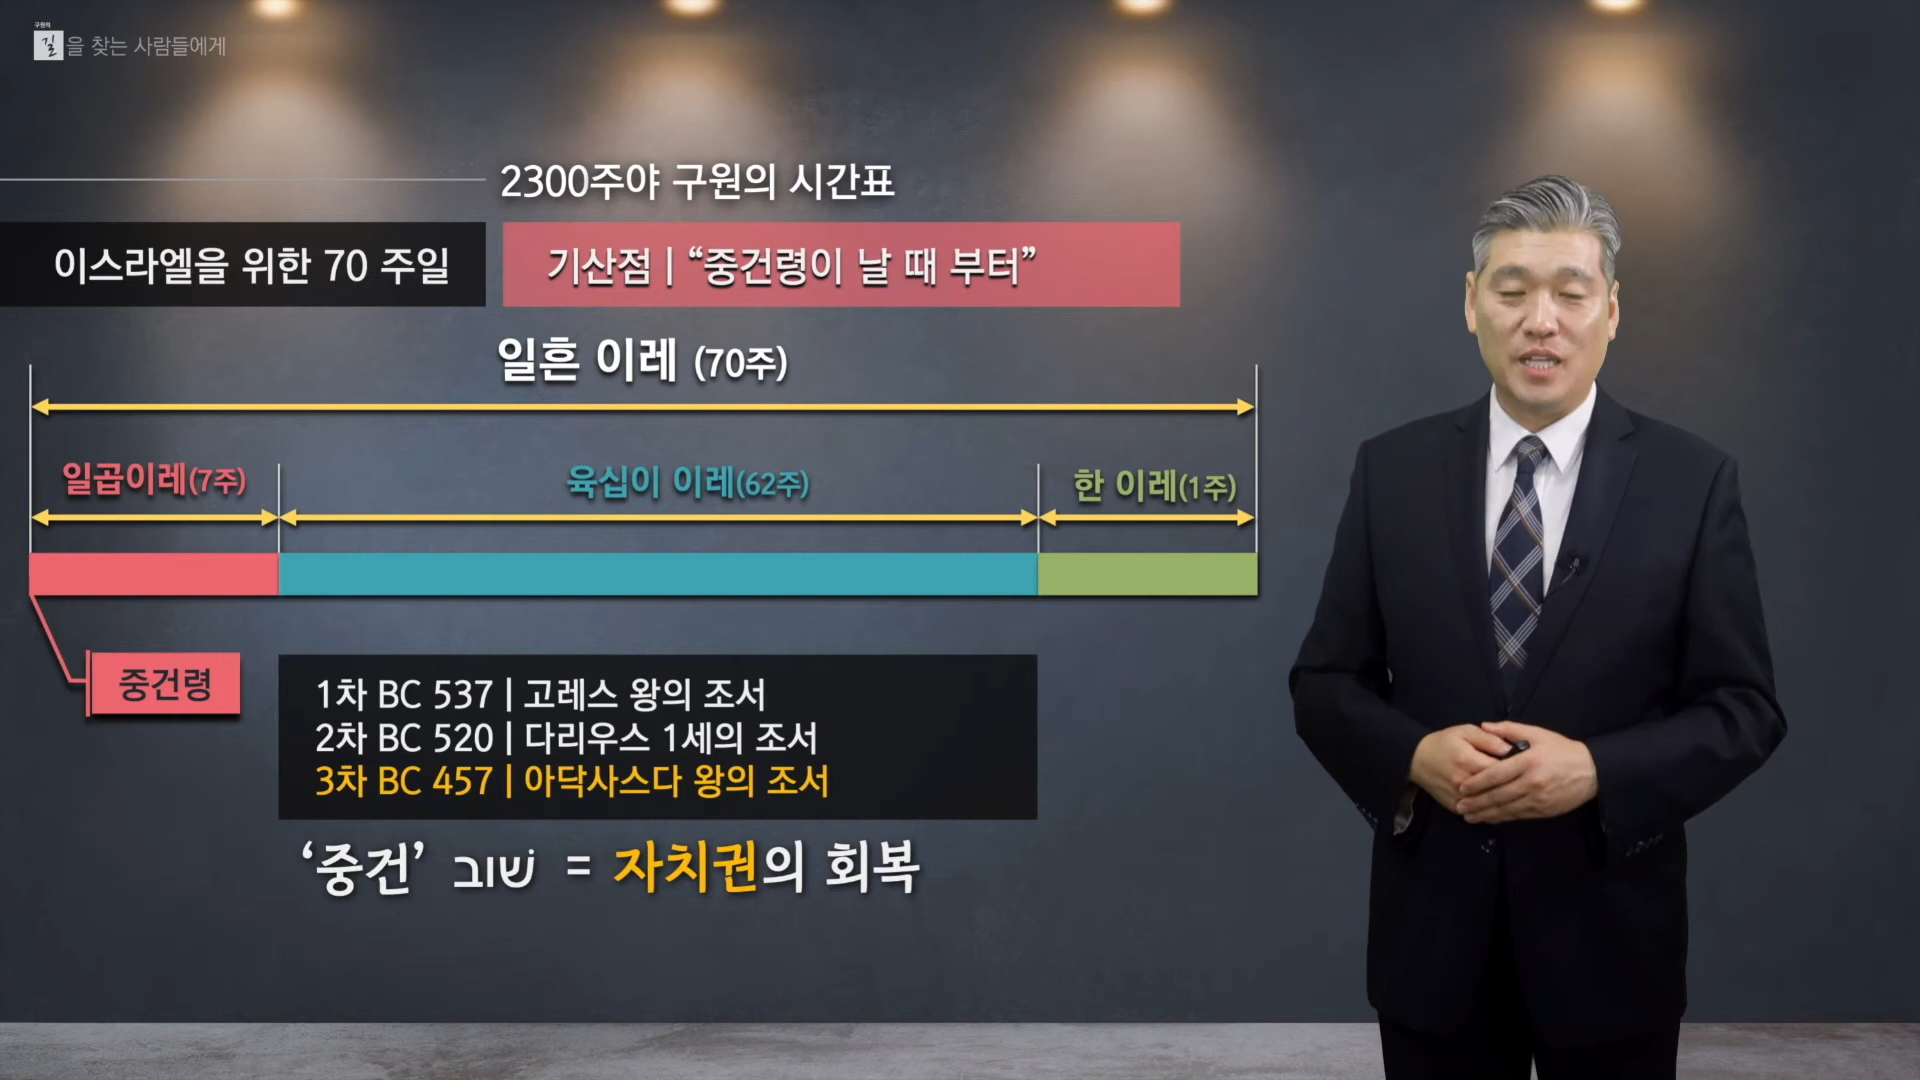 구원의
길을 찾는 사람들에게
2300주야 구원의 시간표
이스라엘을 위한 70 주일
기산점 | “중건령이 날 때 부터”
일흔 이레 (70주)
일곱이레(7주)
육십이 이레(62주)
한 이레(1주)
중건령
1차 BC 537 | 고레스 왕의 조서
2차 BC 520 | 다리우스 1세의 조서
3차 BC 457 | 아닥사스다 왕의 조서
‘중건’ שׁוב = 자치권의 회복